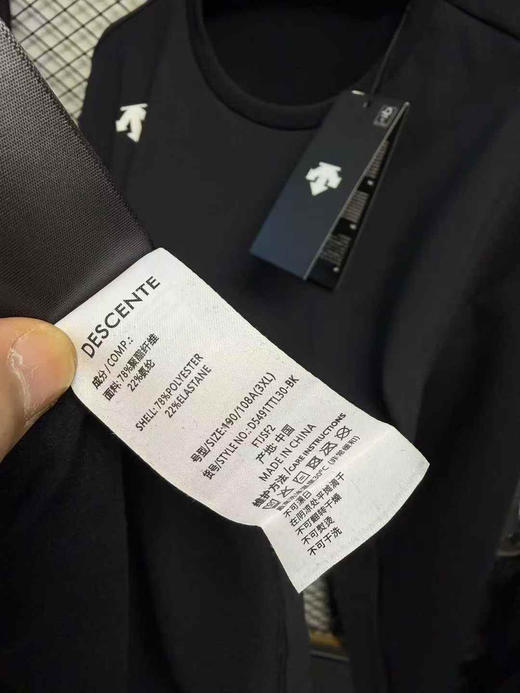 DESCENTE
成分/COMP.:
面料: 78%聚酯纤维
22%氨纶
SHELL: 78%POLYESTER
22%ELASTANE
号型/SIZE:190/108A(3XL)
货号/STYLE NO.: D5491TTL30-BK
FTJSF2
产地: 中国
MADE IN CHINA
维护方法/CARE INSTRUCTIONS
不可漂白
在阴凉处平摊滴干
不可翻转干燥
不可熨烫
不可干洗